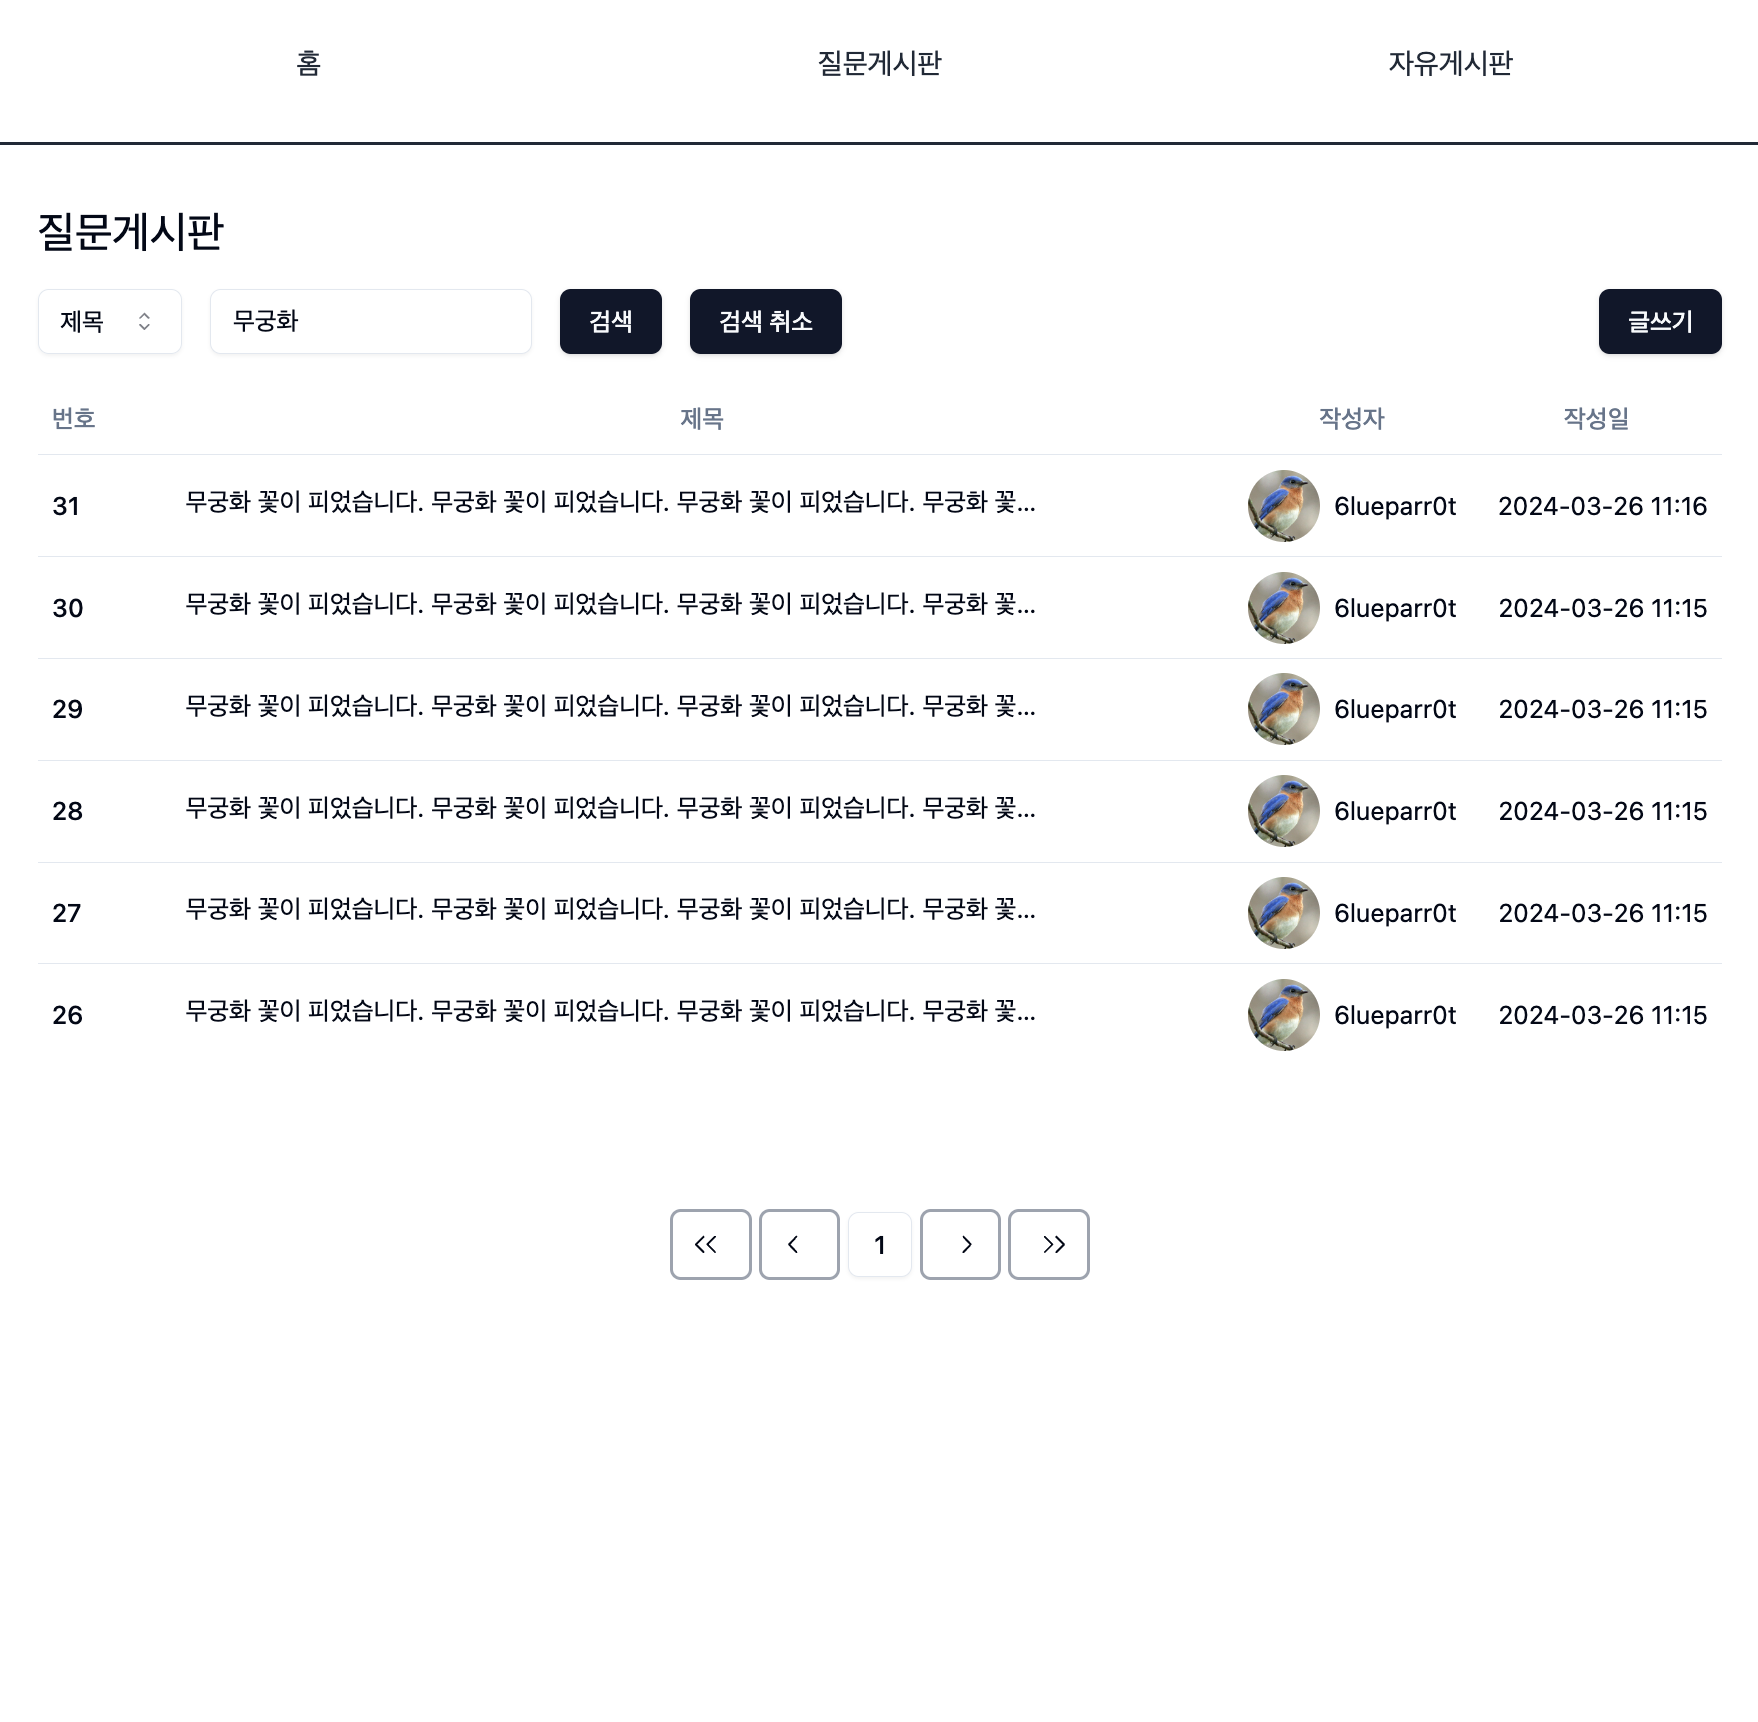 홈 질문게시판 자유게시판
질문게시판
제목 무궁화 검색 검색 취소 글쓰기
번호 제목 작성자 작성일
31 무궁화 꽃이 피었습니다. 무궁화 꽃이 피었습니다. 무궁화 꽃이 피었습니다. 무궁화 꽃... 6lueparr0t 2024-03-26 11:16
30 무궁화 꽃이 피었습니다. 무궁화 꽃이 피었습니다. 무궁화 꽃이 피었습니다. 무궁화 꽃... 6lueparr0t 2024-03-26 11:15
29 무궁화 꽃이 피었습니다. 무궁화 꽃이 피었습니다. 무궁화 꽃이 피었습니다. 무궁화 꽃... 6lueparr0t 2024-03-26 11:15
28 무궁화 꽃이 피었습니다. 무궁화 꽃이 피었습니다. 무궁화 꽃이 피었습니다. 무궁화 꽃... 6lueparr0t 2024-03-26 11:15
27 무궁화 꽃이 피었습니다. 무궁화 꽃이 피었습니다. 무궁화 꽃이 피었습니다. 무궁화 꽃... 6lueparr0t 2024-03-26 11:15
26 무궁화 꽃이 피었습니다. 무궁화 꽃이 피었습니다. 무궁화 꽃이 피었습니다. 무궁화 꽃... 6lueparr0t 2024-03-26 11:15
1